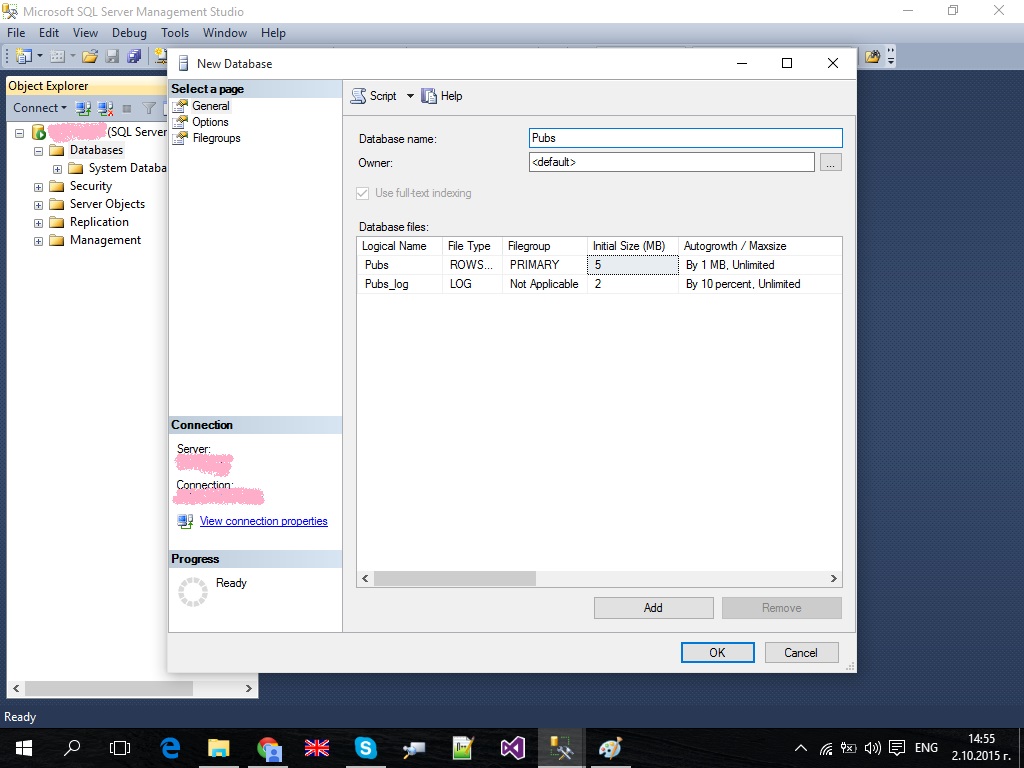 Microsoft SQL Server Management Studio
File Edit View Debug Tools Window Help
New Database
Object Explorer
Connect
(SQL Server
Databases
System Databa
Security
Server Objects
Replication
Management
Select a page
General
Options
Filegroups
Script Help
Database name: Pubs
Owner: <default> ...
Use full-text indexing
Database files:
Logical Name File Type Filegroup Initial Size (MB) Autogrowth / Maxsize
Pubs ROWS... PRIMARY 5 By 1 MB, Unlimited
Pubs_log LOG Not Applicable 2 By 10 percent, Unlimited
Connection
Server:
Connection:
View connection properties
Progress
Ready
Add Remove
OK Cancel
Ready
ENG
14:55
2.10.2015 г.